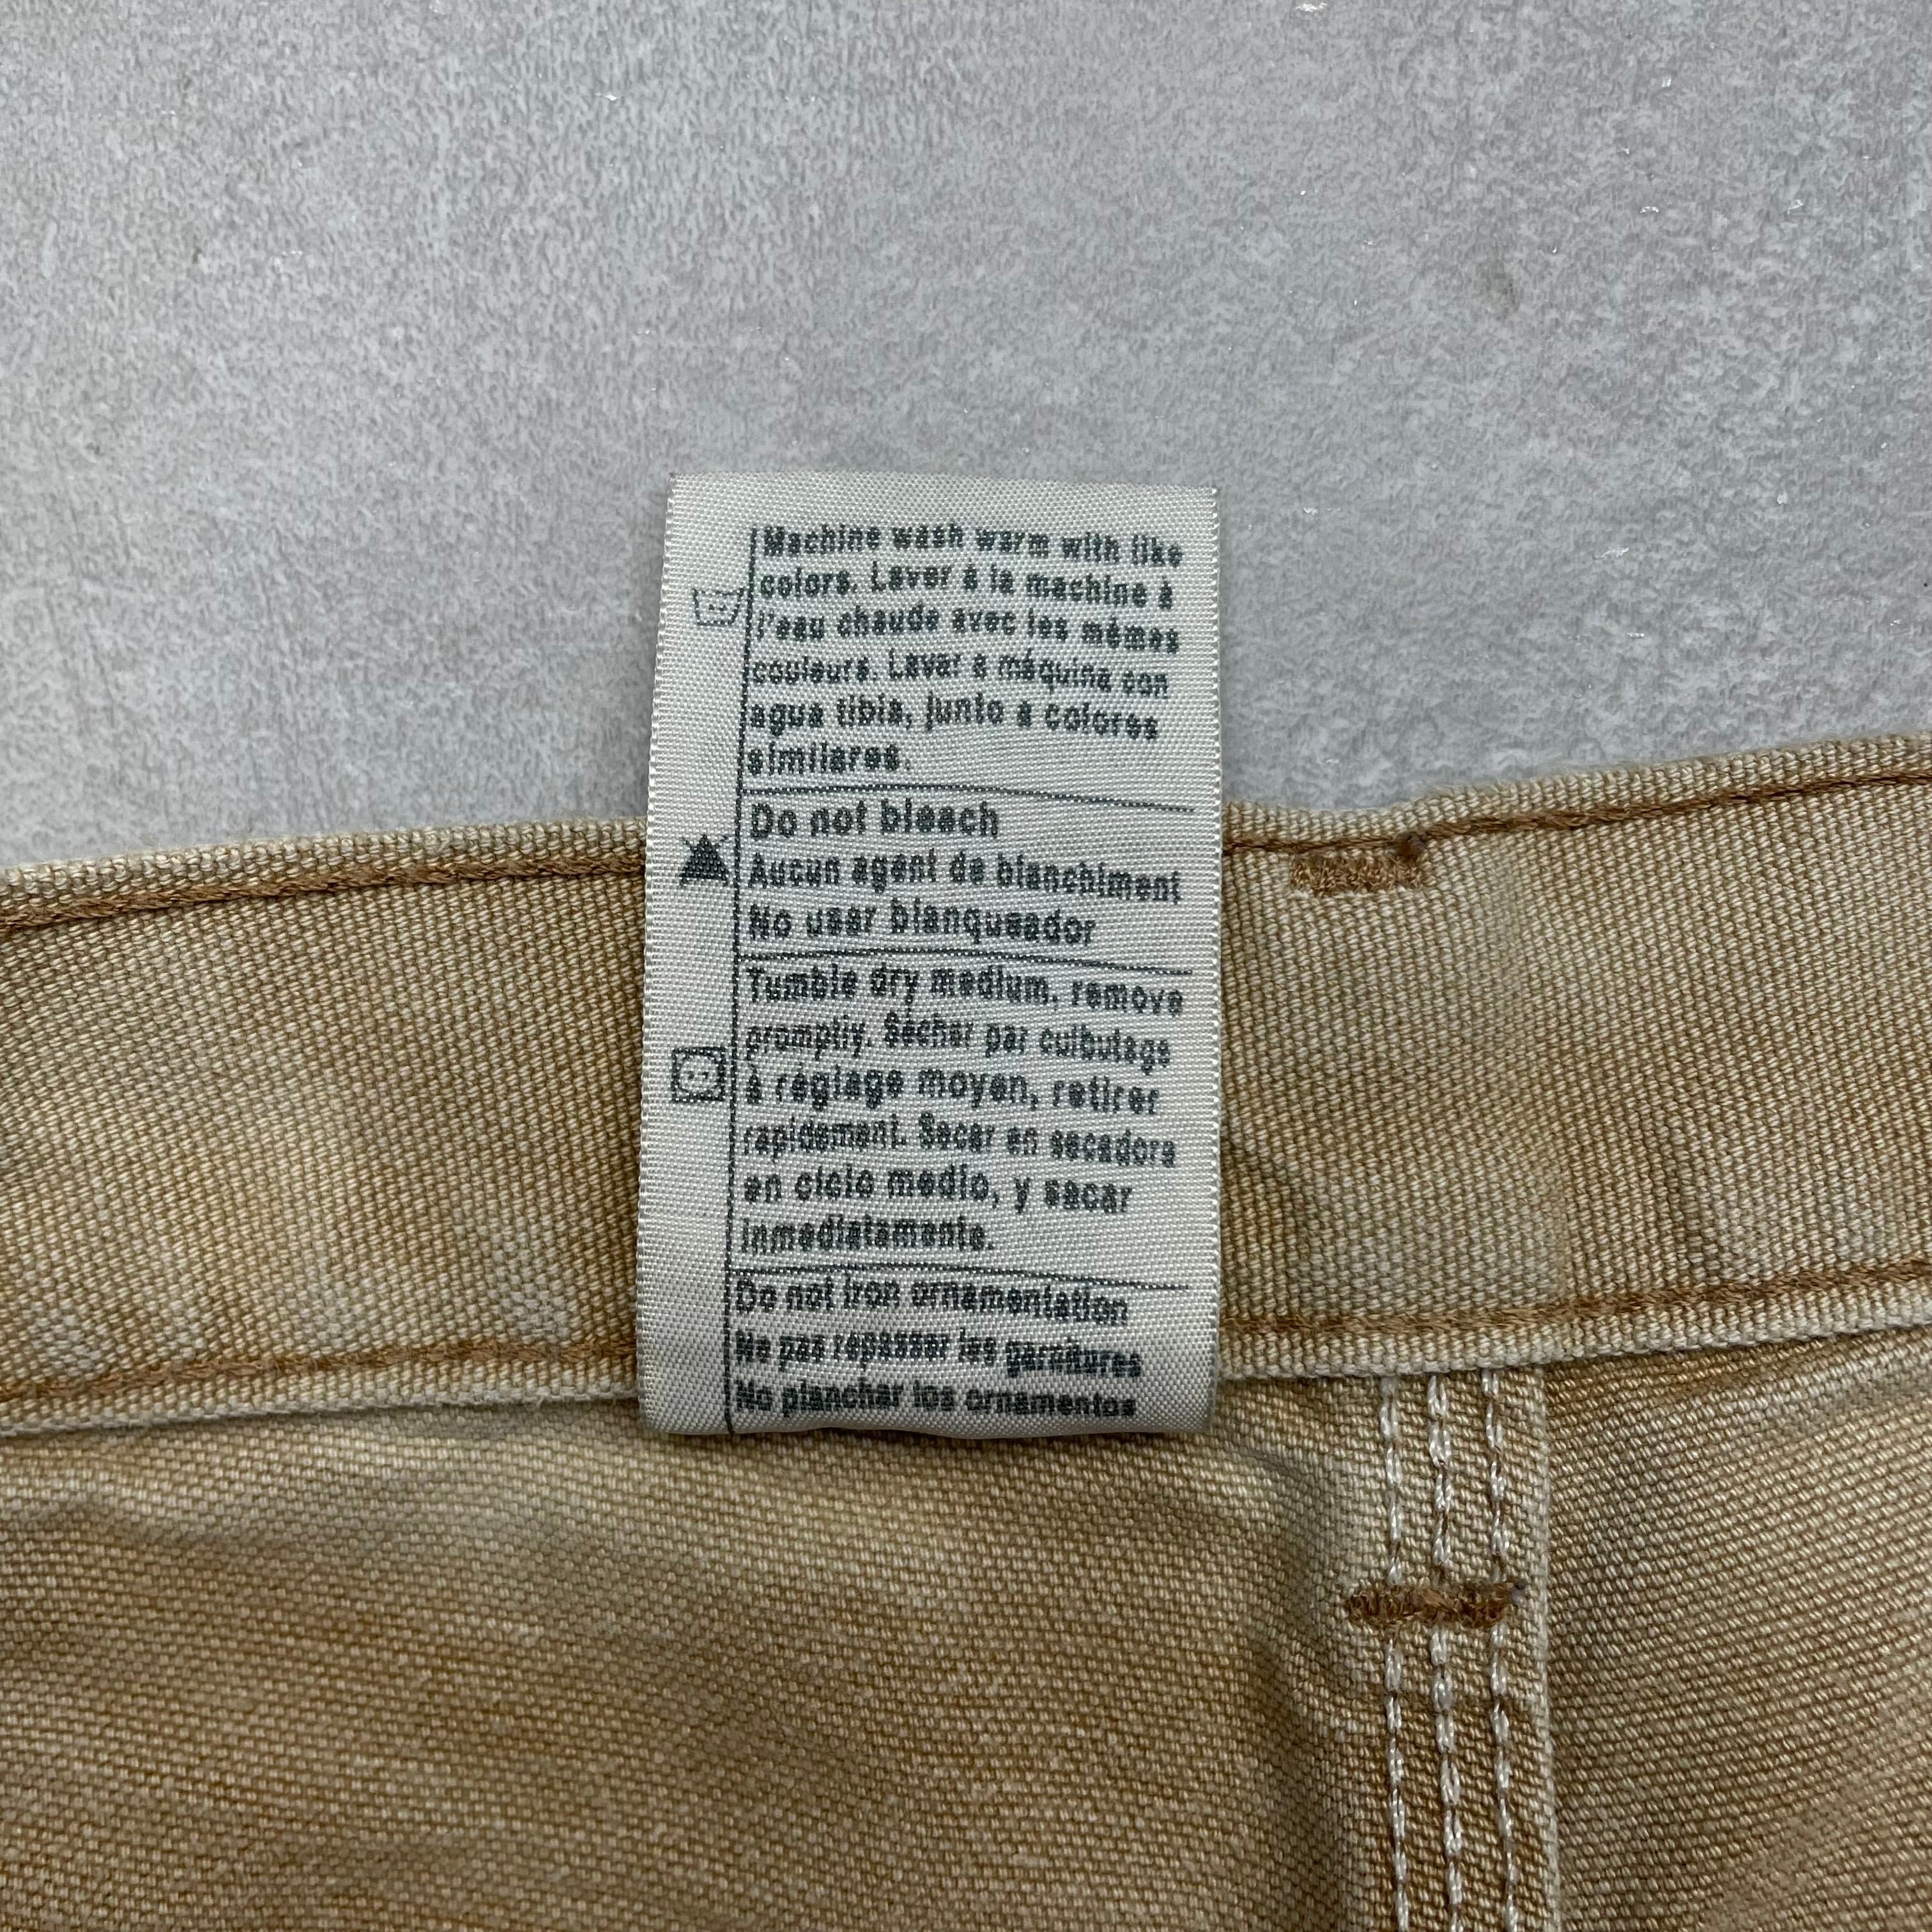 Machine wash warm with like
colors. Laver à la machine à
l'eau chaude avec les mêmes
couleurs. Lavar a máquina con
agua tibia, junto a colores
similares.
Do not bleach
Aucun agent de blanchiment
No usar blanqueador
Tumble dry medium, remove
promptly. Sécher par culbutage
à réglage moyen, retirer
rapidement. Secar en secadora
en ciclo medio, y sacar
inmediatamente.
Do not iron ornamentation
Ne pas repasser les garnitures
No planchar los ornamentos